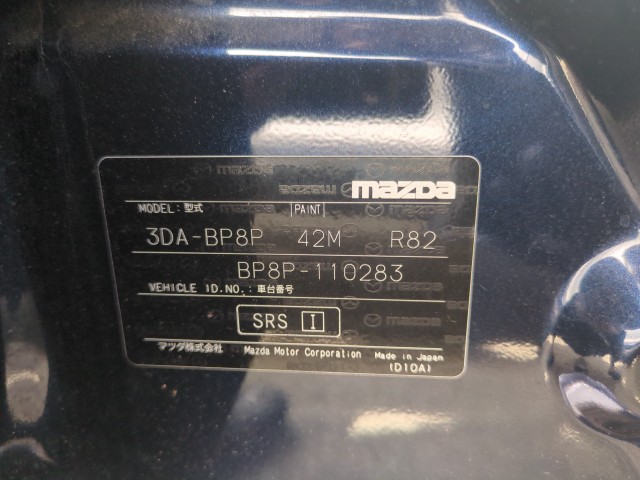 mazda
MODEL:型式 PAINT
3DA-BP8P 42M R82
BP8P-110283
VEHICLE ID.NO.:車台番号
SRS I
マツダ株式会社 Mazda Motor Corporation Made in Japan
(D10A)